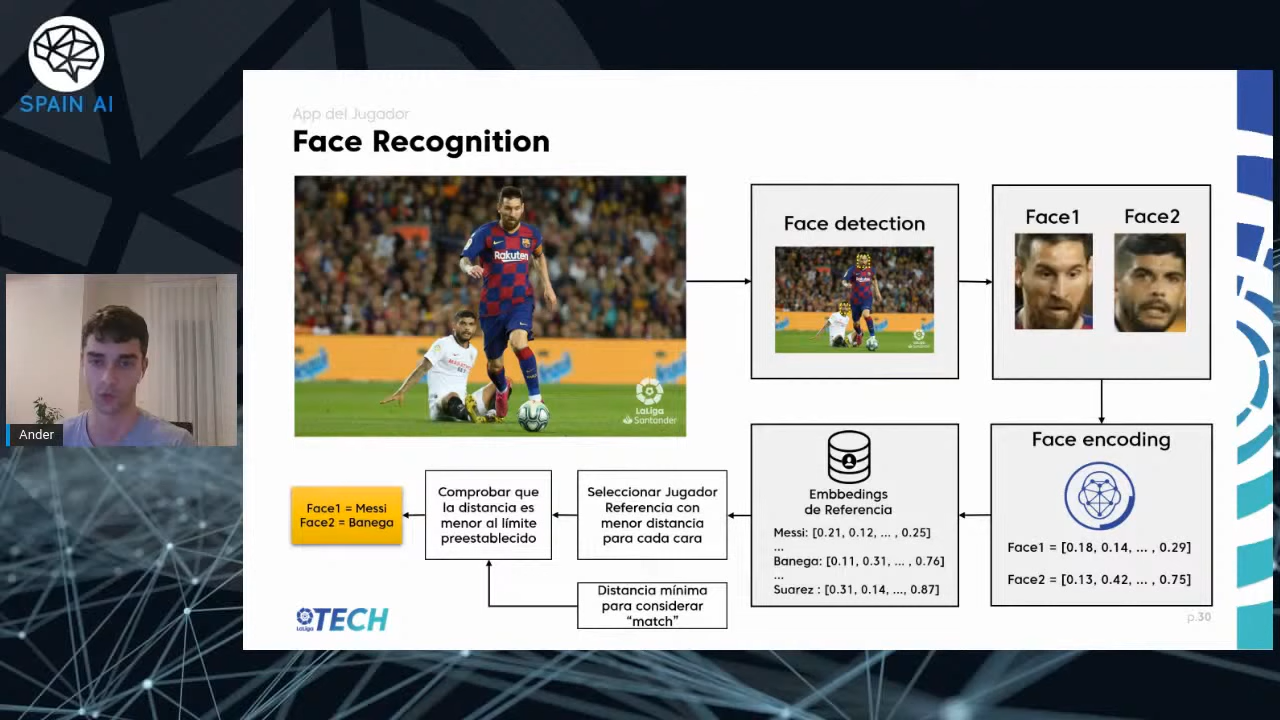 SPAIN AI
App del Jugador
Face Recognition
Rakuten
LaLiga
Santander
Face detection
Face1
Face2
Face encoding
Face1 = [0.18, 0.14, ... , 0.29]
Face2 = [0.13, 0.42, ... , 0.75]
Embbedings
de Referencia
Messi: [0.21, 0.12, ... , 0.25]
...
Banega: [0.11, 0.31, ... , 0.76]
...
Suarez : [0.31, 0.14, ..., 0.87]
Seleccionar Jugador
Referencia con
menor distancia
para cada cara
Comprobar que
la distancia es
menor al límite
preestablecido
Distancia mínima
para considerar
"match"
Face1 = Messi
Face2 = Banega
LaLiga
TECH
p.30
Ander